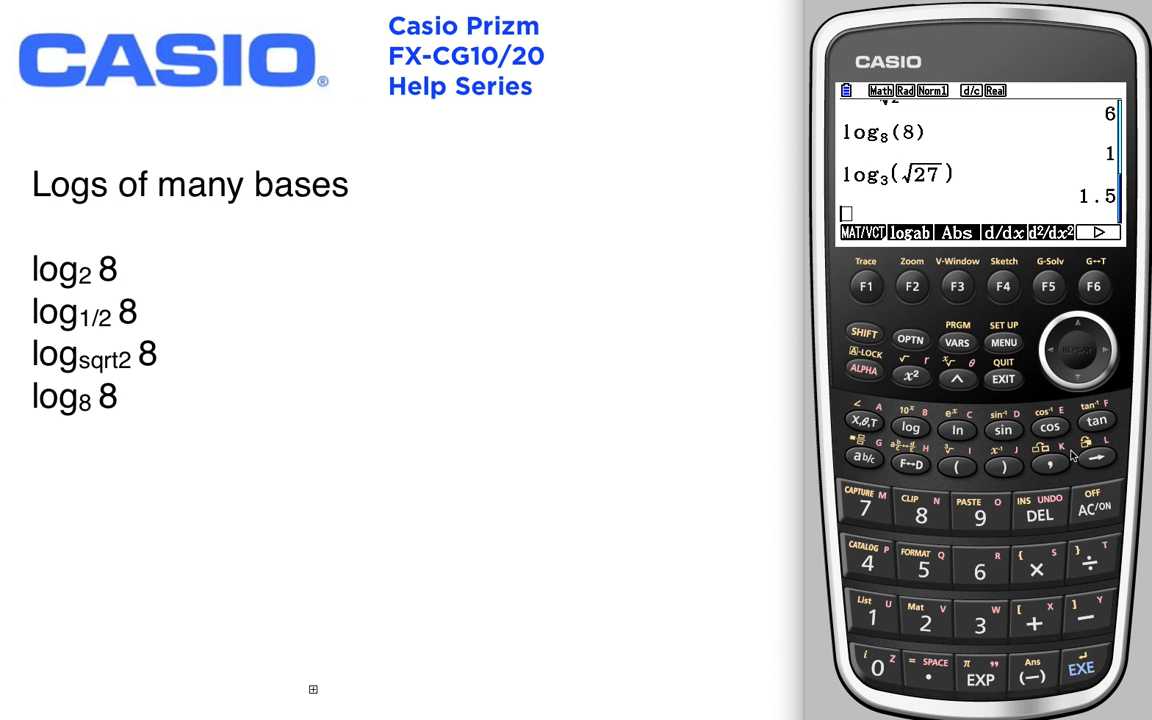 CASIO®
Casio Prizm
FX-CG10/20
Help Series
Logs of many bases
log2 8
log1/2 8
logsqrt2 8
log8 8
CASIO
Math Rad Norm1 d/c Real
6
log8(8)
1
log3(√27)
1.5
MAT/VCT logab Abs d/dx d²/dx² ▷
Trace Zoom V-Window Sketch G-Solv G↔T
F1 F2 F3 F4 F5 F6
PRGM SET UP
SHIFT OPTN VARS MENU
A-LOCK √ r ˣ√ θ QUIT
ALPHA x² ^ EXIT
REPLAY
∠ A 10ˣ B eˣ C sin⁻¹ D cos⁻¹ E tan⁻¹ F
X,θ,T log ln sin cos tan
G a b/c↔d/c H ³√ I x⁻¹ J K L
a b/c F↔D ( ) , →
CAPTURE M CLIP N PASTE O INS UNDO OFF
7 8 9 DEL AC/ON
CATALOG P FORMAT Q R { S } T
4 5 6 × ÷
List U Mat V W [ X ] Y
1 2 3 + −
i Z = SPACE π ” Ans ↵
0 . EXP (−) EXE